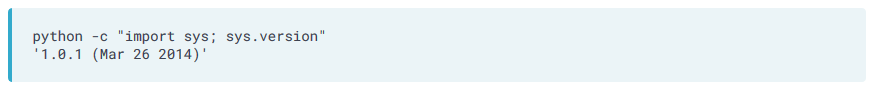 python -c "import sys; sys.version"
'1.0.1 (Mar 26 2014)'